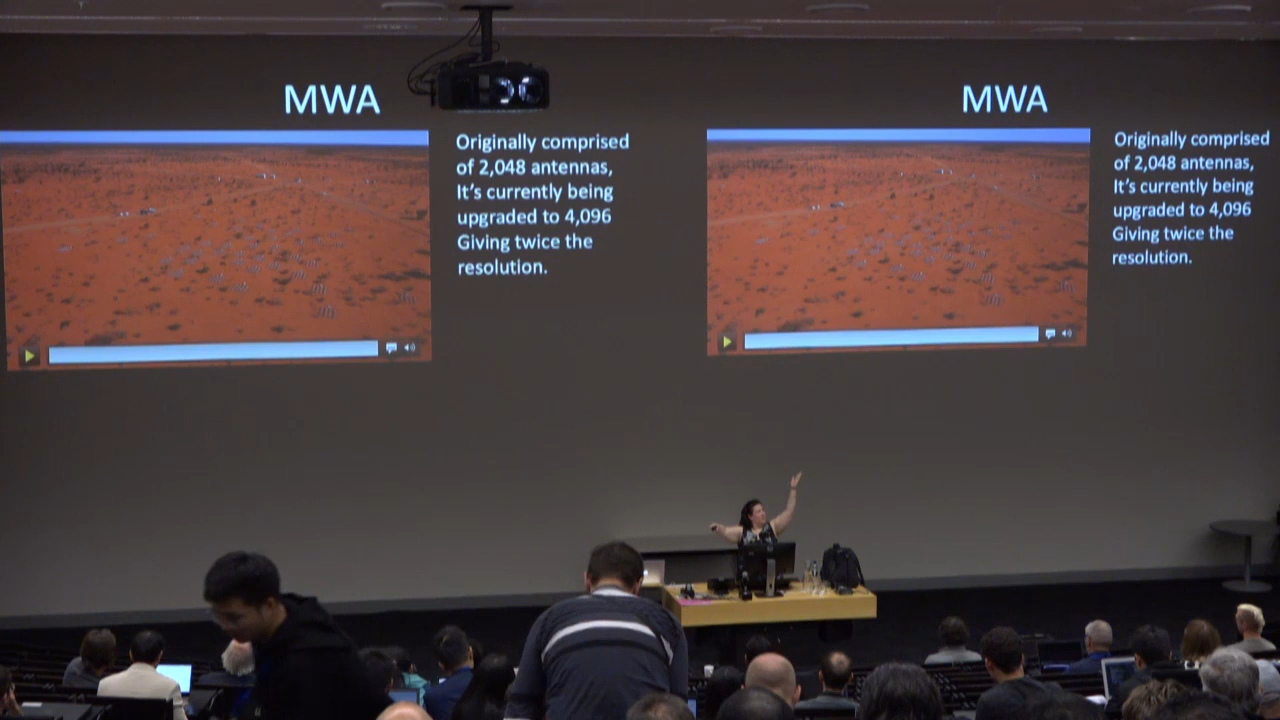 MWA
Originally comprised
of 2,048 antennas,
It's currently being
upgraded to 4,096
Giving twice the
resolution.
MWA
Originally comprised
of 2,048 antennas,
It's currently being
upgraded to 4,096
Giving twice the
resolution.